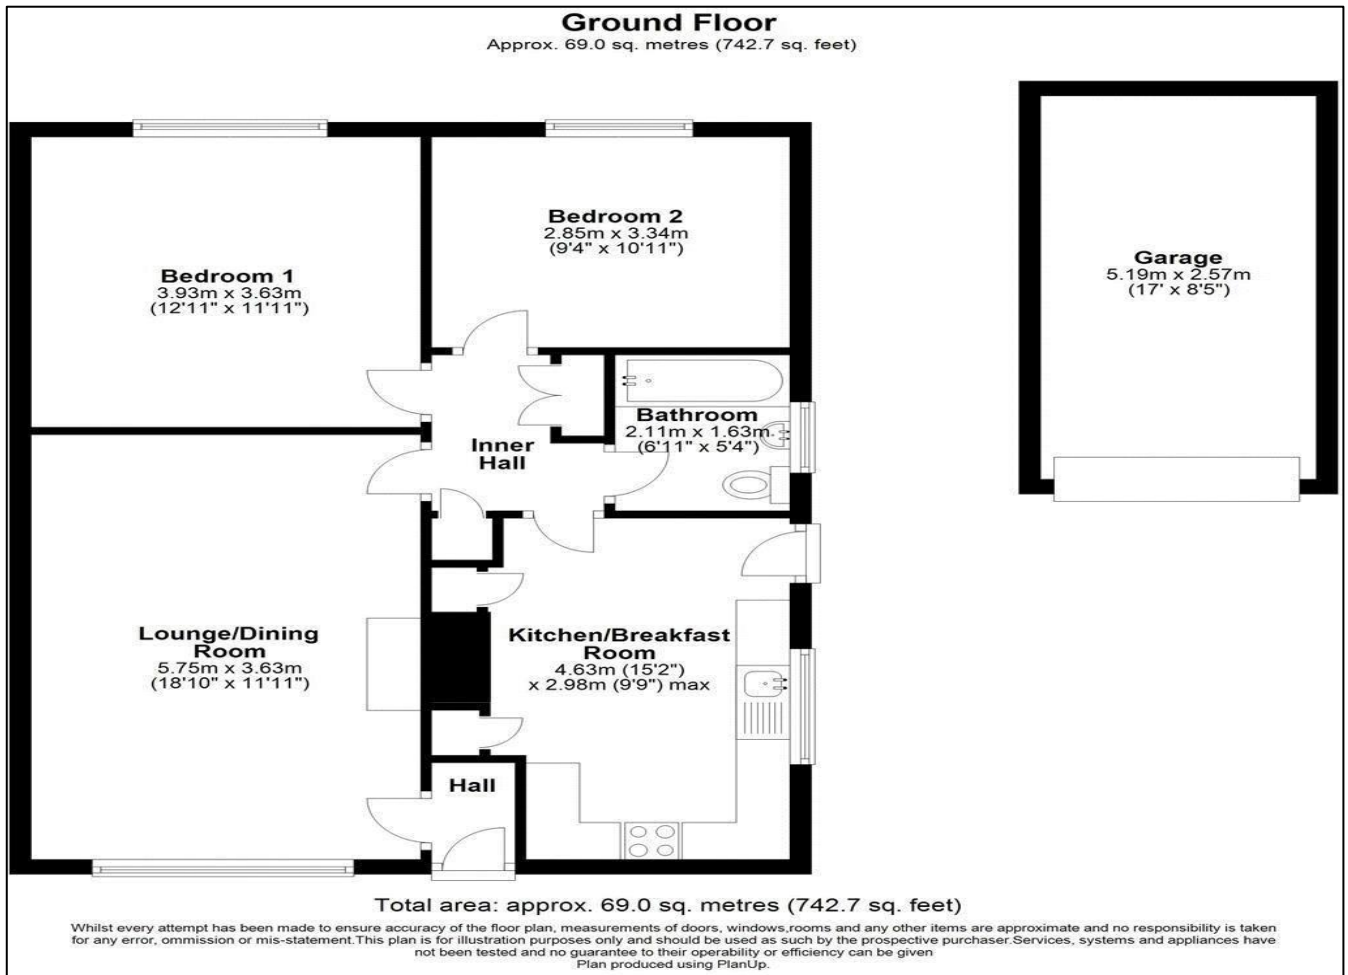 Ground Floor
Approx. 69.0 sq. metres (742.7 sq. feet)
Bedroom 1
3.93m x 3.63m
(12'11" x 11'11")
Bedroom 2
2.85m x 3.34m
(9'4" x 10'11")
Garage
5.19m x 2.57m
(17' x 8'5")
Inner
Hall
Bathroom
2.11m x 1.63m
(6'11" x 5'4")
Lounge/Dining
Room
5.75m x 3.63m
(18'10" x 11'11")
Kitchen/Breakfast
Room
4.63m (15'2")
x 2.98m (9'9") max
Hall
Total area: approx. 69.0 sq. metres (742.7 sq. feet)
Whilst every attempt has been made to ensure accuracy of the floor plan, measurements of doors, windows,rooms and any other items are approximate and no responsibility is taken
for any error, ommission or mis-statement.This plan is for illustration purposes only and should be used as such by the prospective purchaser.Services, systems and appliances have
not been tested and no guarantee to their operability or efficiency can be given
Plan produced using PlanUp.